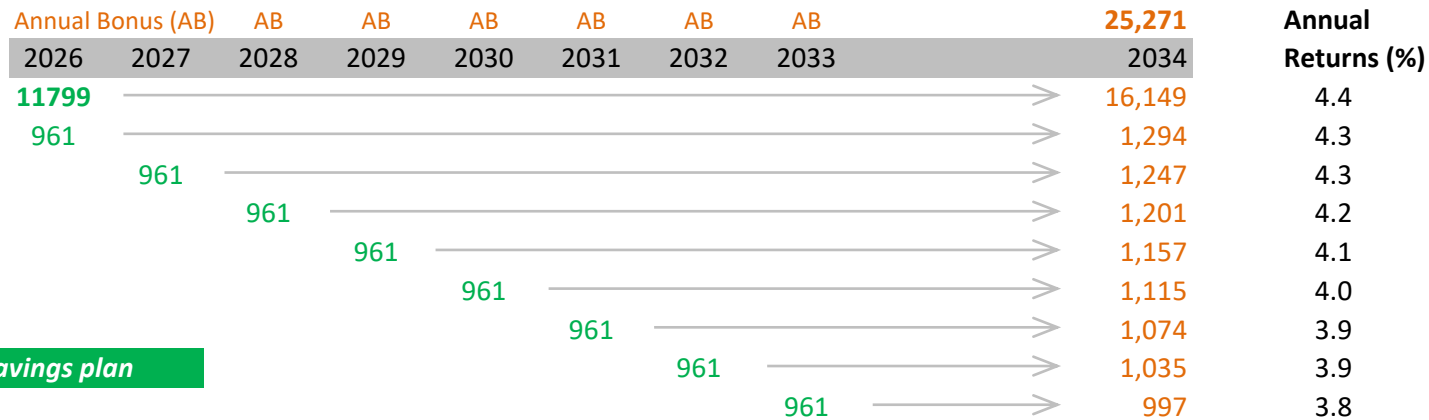 Annual Bonus (AB) AB AB AB AB AB AB 25,271 Annual
2026 2027 2028 2029 2030 2031 2032 2033 2034 Returns (%)
11799 16,149 4.4
961 1,294 4.3
961 1,247 4.3
961 1,201 4.2
961 1,157 4.1
961 1,115 4.0
961 1,074 3.9
avings plan 961 1,035 3.9
961 997 3.8